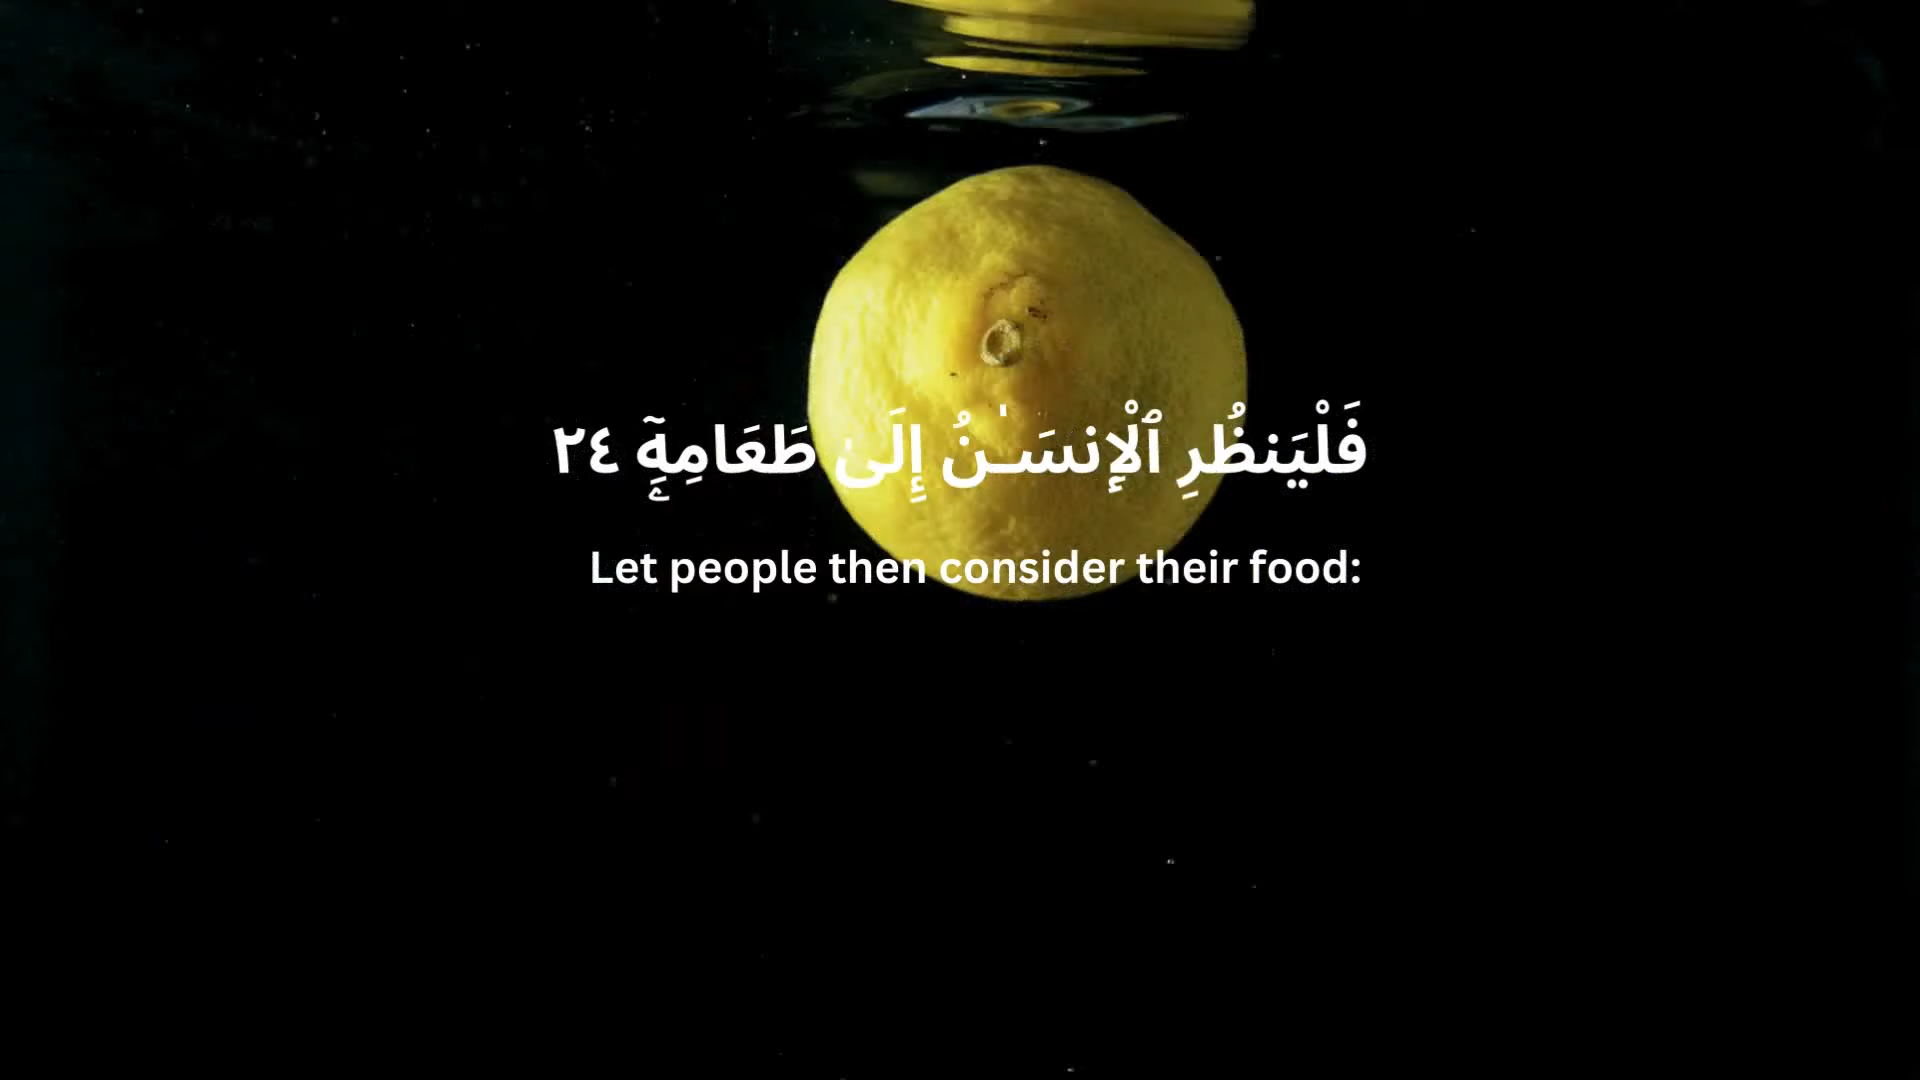 فَلْيَنظُرِ ٱلْإِنسَـٰنُ إِلَىٰ طَعَامِهِۦٓ ٢٤
Let people then consider their food: